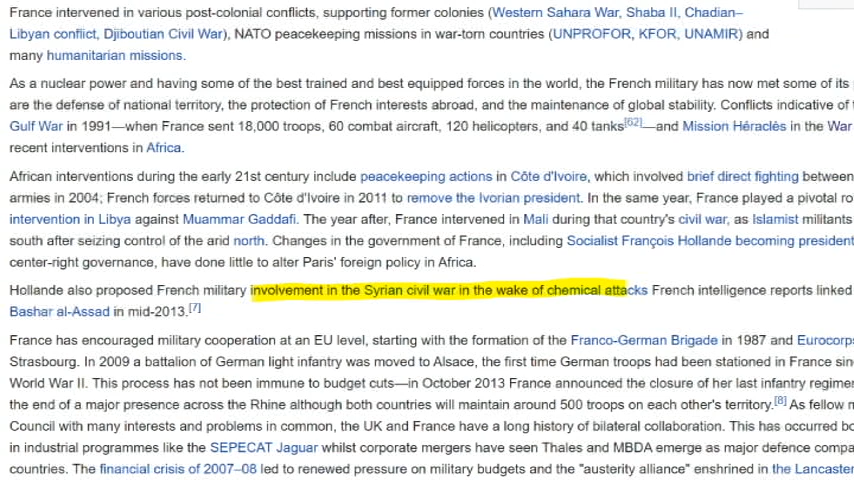 France intervened in various post-colonial conflicts, supporting former colonies (Western Sahara War, Shaba II, Chadian–
Libyan conflict, Djiboutian Civil War), NATO peacekeeping missions in war-torn countries (UNPROFOR, KFOR, UNAMIR) and
many humanitarian missions.
As a nuclear power and having some of the best trained and best equipped forces in the world, the French military has now met some of its
are the defense of national territory, the protection of French interests abroad, and the maintenance of global stability. Conflicts indicative of
Gulf War in 1991—when France sent 18,000 troops, 60 combat aircraft, 120 helicopters, and 40 tanks[62]—and Mission Héraclès in the War
recent interventions in Africa.
African interventions during the early 21st century include peacekeeping actions in Côte d'Ivoire, which involved brief direct fighting between
armies in 2004; French forces returned to Côte d'Ivoire in 2011 to remove the Ivorian president. In the same year, France played a pivotal
intervention in Libya against Muammar Gaddafi. The year after, France intervened in Mali during that country's civil war, as Islamist militants
south after seizing control of the arid north. Changes in the government of France, including Socialist François Hollande becoming president
center-right governance, have done little to alter Paris' foreign policy in Africa.
Hollande also proposed French military involvement in the Syrian civil war in the wake of chemical attacks French intelligence reports linked
Bashar al-Assad in mid-2013.[7]
France has encouraged military cooperation at an EU level, starting with the formation of the Franco-German Brigade in 1987 and Eurocorps
Strasbourg. In 2009 a battalion of German light infantry was moved to Alsace, the first time German troops had been stationed in France
World War II. This process has not been immune to budget cuts—in October 2013 France announced the closure of her last infantry
the end of a major presence across the Rhine although both countries will maintain around 500 troops on each other's territory.[8] As fellow
Council with many interests and problems in common, the UK and France have a long history of bilateral collaboration. This has occurred
in industrial programmes like the SEPECAT Jaguar whilst corporate mergers have seen Thales and MBDA emerge as major defence
countries. The financial crisis of 2007–08 led to renewed pressure on military budgets and the "austerity alliance" enshrined in the Lancaster